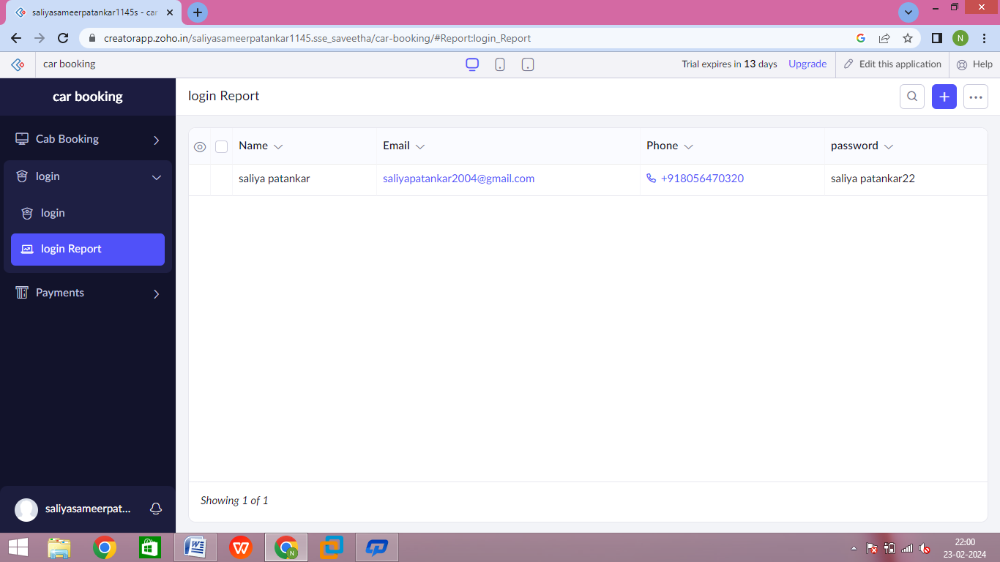 saliyasameerpatankar1145s - car
creatorapp.zoho.in/saliyasameerpatankar1145.sse_saveetha/car-booking/#Report:login_Report
N
car booking
Trial expires in 13 days Upgrade Edit this application Help
car booking
login Report
Cab Booking
login
login
login Report
Payments
Name Email Phone password
saliya patankar saliyapatankar2004@gmail.com +918056470320 saliya patankar22
Showing 1 of 1
saliyasameerpat...
22:00
23-02-2024